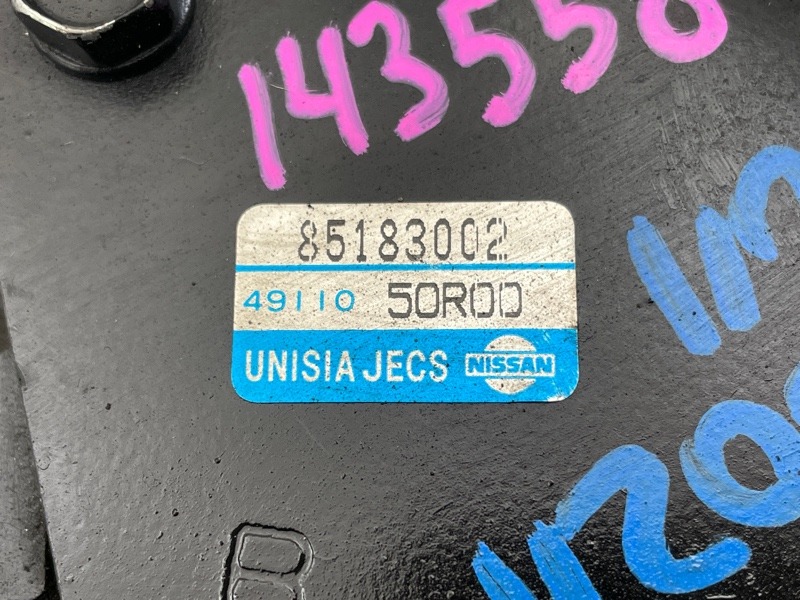 143550
85183002
49110 50R00
UNISIA JECS NISSAN
B